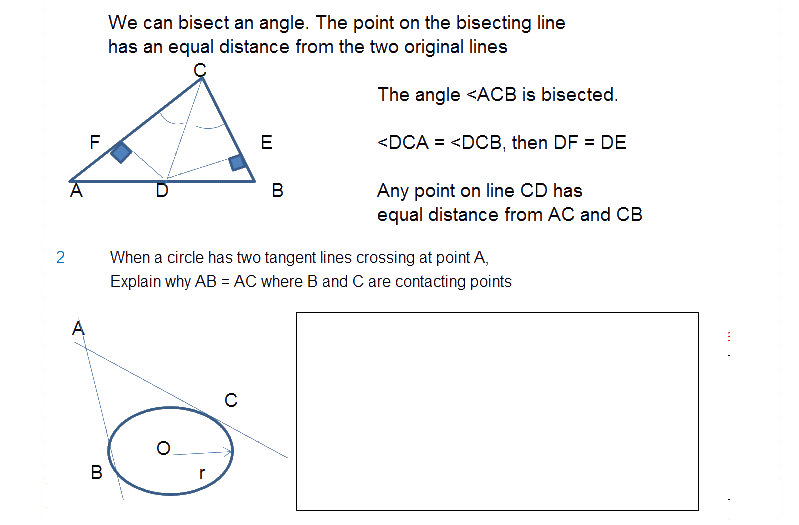 We can bisect an angle. The point on the bisecting line
has an equal distance from the two original lines
C
The angle <ACB is bisected.
F
E
<DCA = <DCB, then DF = DE
A
D
B
Any point on line CD has
equal distance from AC and CB
2
When a circle has two tangent lines crossing at point A,
Explain why AB = AC where B and C are contacting points
A
C
O
B
r